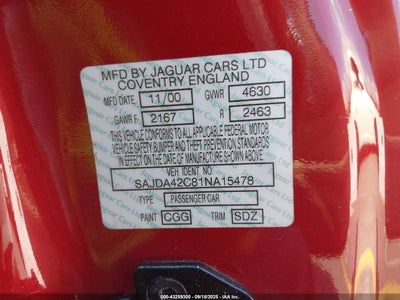 MFD BY JAGUAR CARS LTD
COVENTRY ENGLAND
MFD DATE 11/00 GVWR 4630
GAWR F 2167 R 2463
THIS VEHICLE CONFORMS TO ALL APPLICABLE FEDERAL MOTOR
VEHICLE SAFETY BUMPER AND THEFT PREVENTION STANDARDS
IN EFFECT ON THE DATE OF MANUFACTURE SHOWN ABOVE
VEH IDENT NO:
SAJDA42C81NA15478
TYPE PASSENGER CAR
PAINT CGG TRIM SDZ
000-43259300 - 09/18/2025 - IAAI.COM